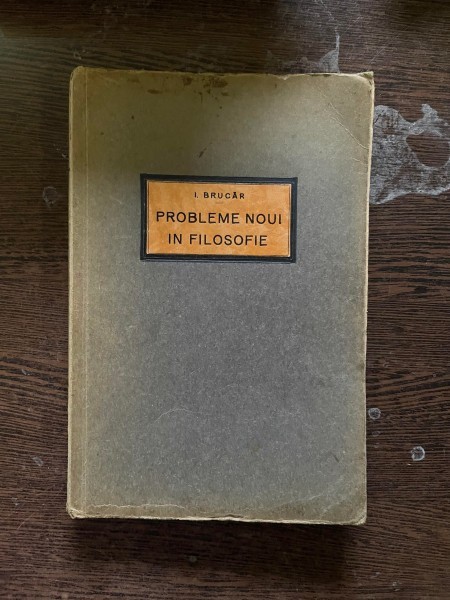 I. BRUCĂR
PROBLEME NOUI
IN FILOSOFIE